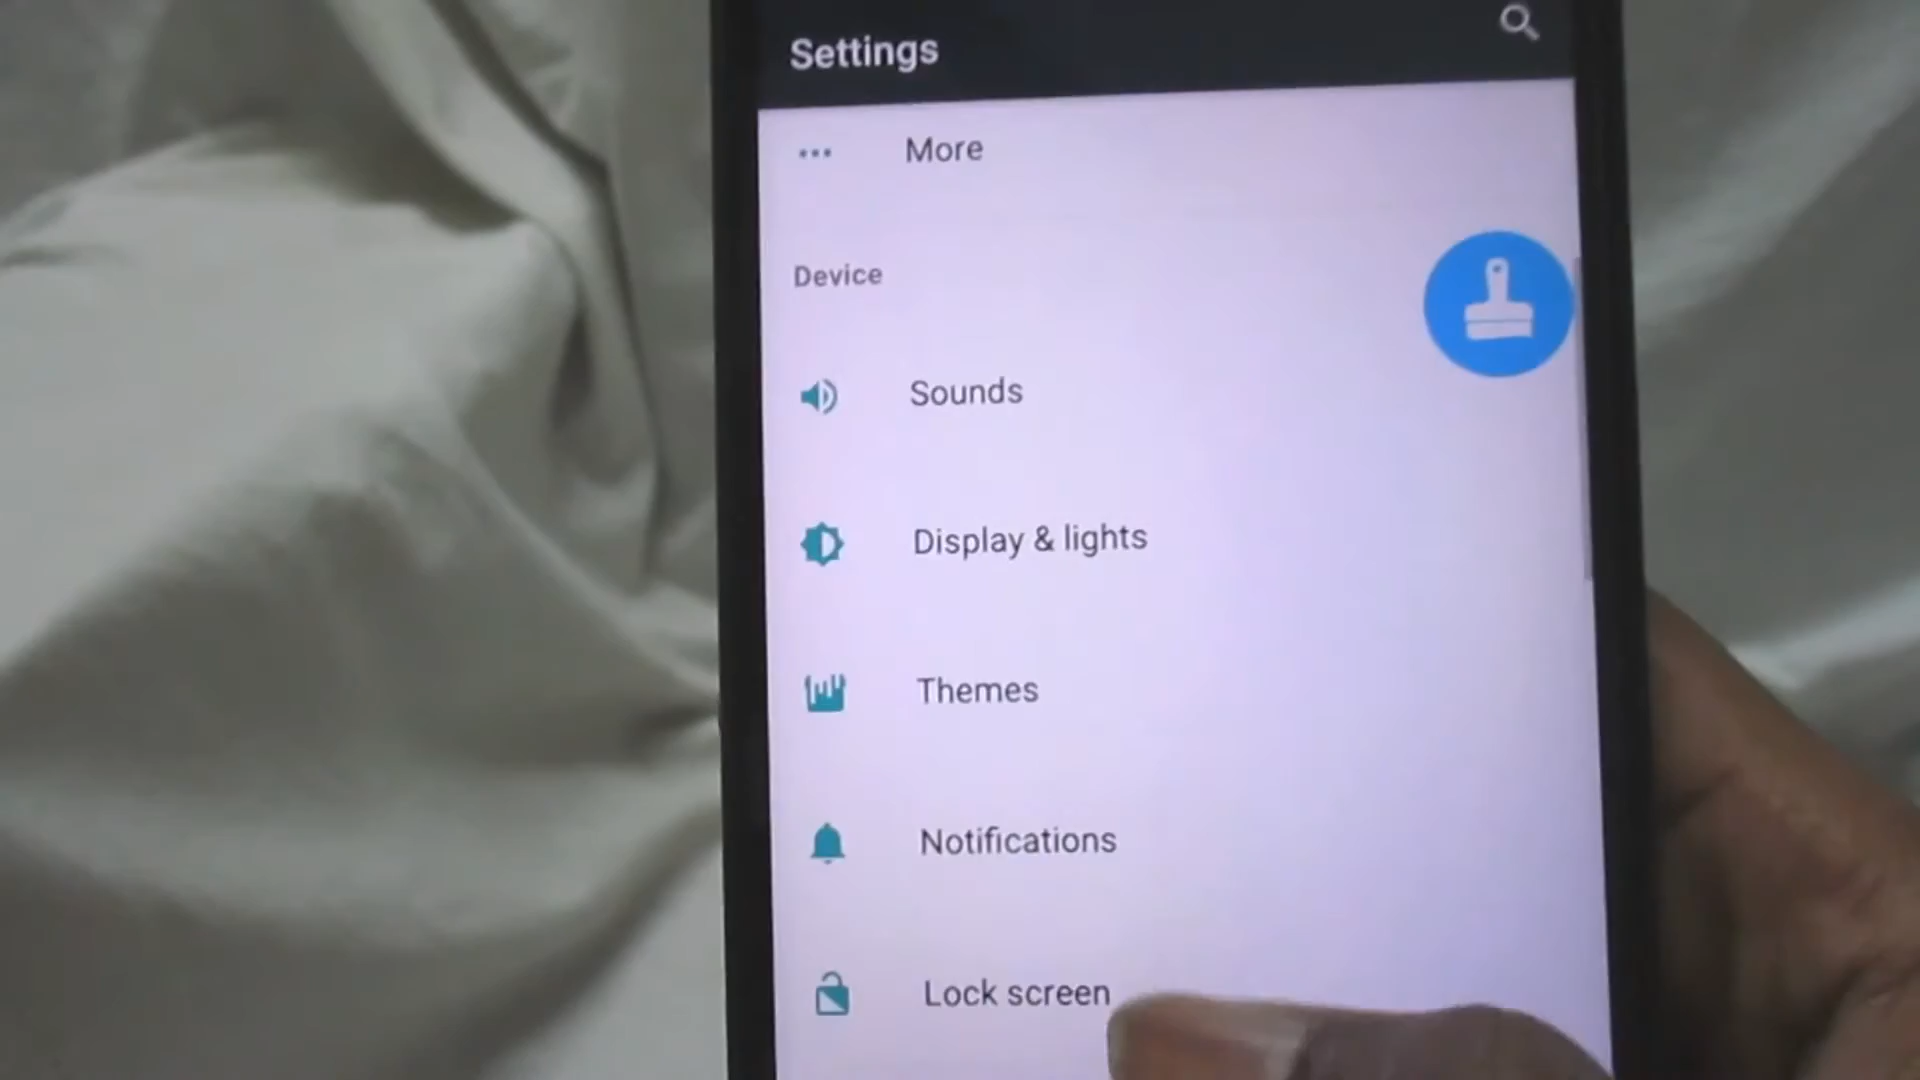 Settings
More
Device
Sounds
Display & lights
Themes
Notifications
Lock screen